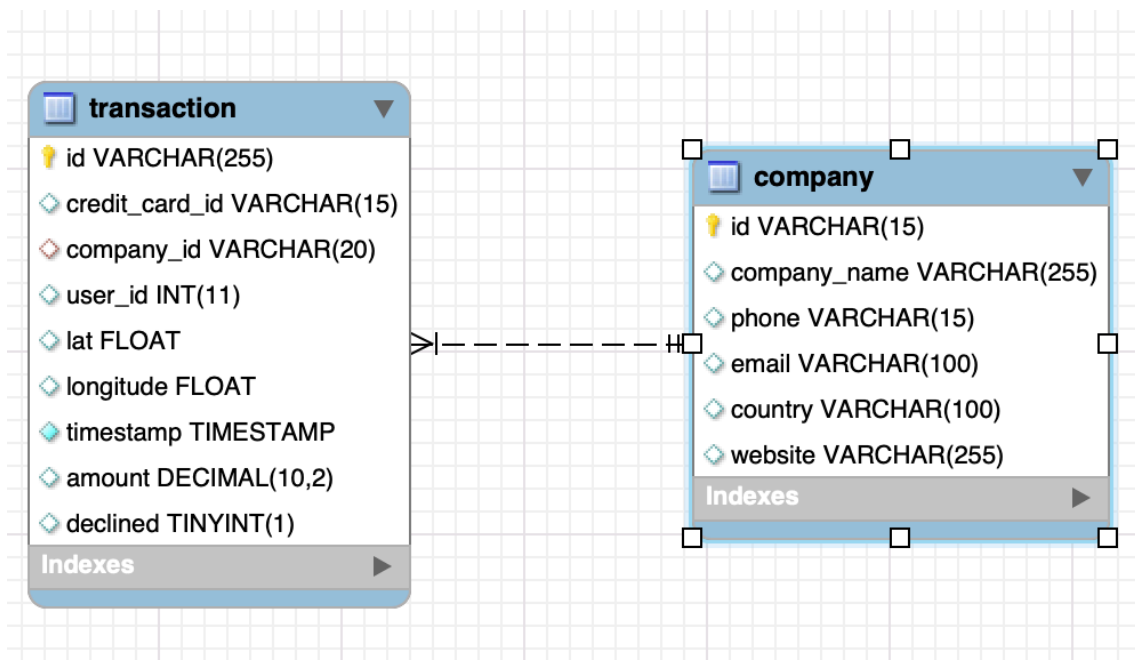 transaction
id VARCHAR(255)
credit_card_id VARCHAR(15)
company_id VARCHAR(20)
user_id INT(11)
lat FLOAT
longitude FLOAT
timestamp TIMESTAMP
amount DECIMAL(10,2)
declined TINYINT(1)
Indexes
company
id VARCHAR(15)
company_name VARCHAR(255)
phone VARCHAR(15)
email VARCHAR(100)
country VARCHAR(100)
website VARCHAR(255)
Indexes